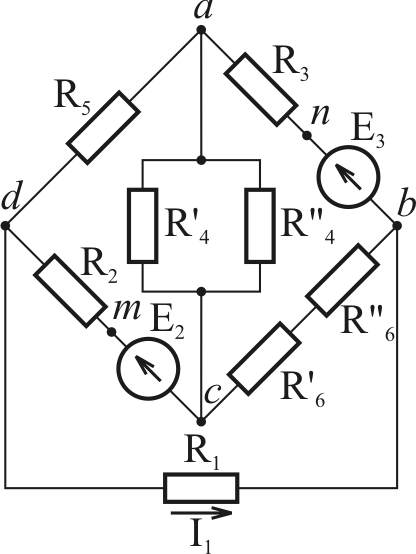 a
R₃
R₅
n
E₃
d
b
R'₄
R"₄
R₂
m
E₂
R"₆
c
R'₆
R₁
I₁